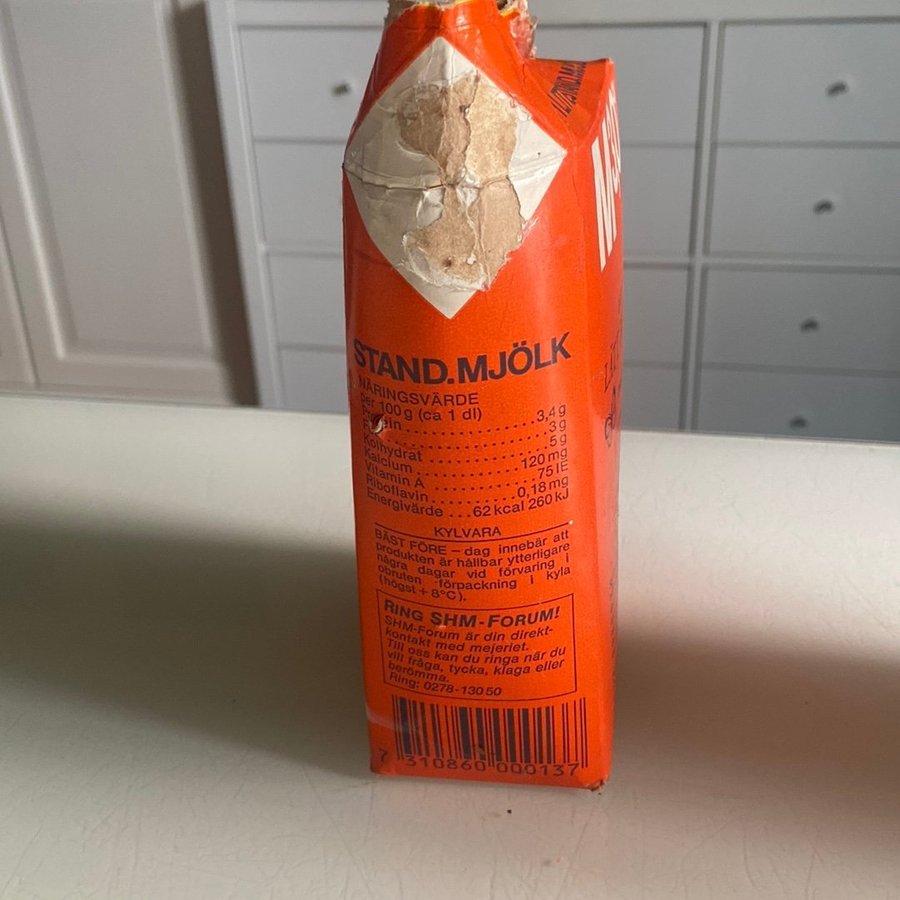 STAND.MJÖLK
NÄRINGSVÄRDE
per 100 g (ca 1 dl)
Protein 3,4 g
3 g
Kolhydrat 5 g
Kalcium 120 mg
Vitamin A 75 IE
Riboflavin 0,18 mg
Energivärde 62 kcal 260 kJ
KYLVARA
BÄST FÖRE – dag innebär att
produkten är hållbar ytterligare
några dagar vid förvaring i
obruten förpackning i kyla
(högst + 8°C).
RING SHM-FORUM!
SHM-Forum är din direkt-
kontakt med mejeriet.
Till oss kan du ringa när du
vill fråga, tycka, klaga eller
berömma.
Ring: 0278-130 50
7 310860 000137